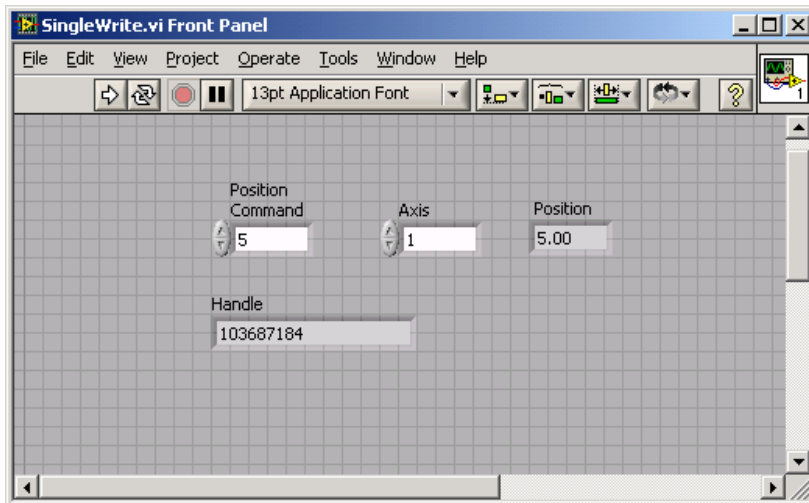 SingleWrite.vi Front Panel
File Edit View Project Operate Tools Window Help
13pt Application Font
1
Position
Command Axis Position
5 1 5.00
Handle
103687184